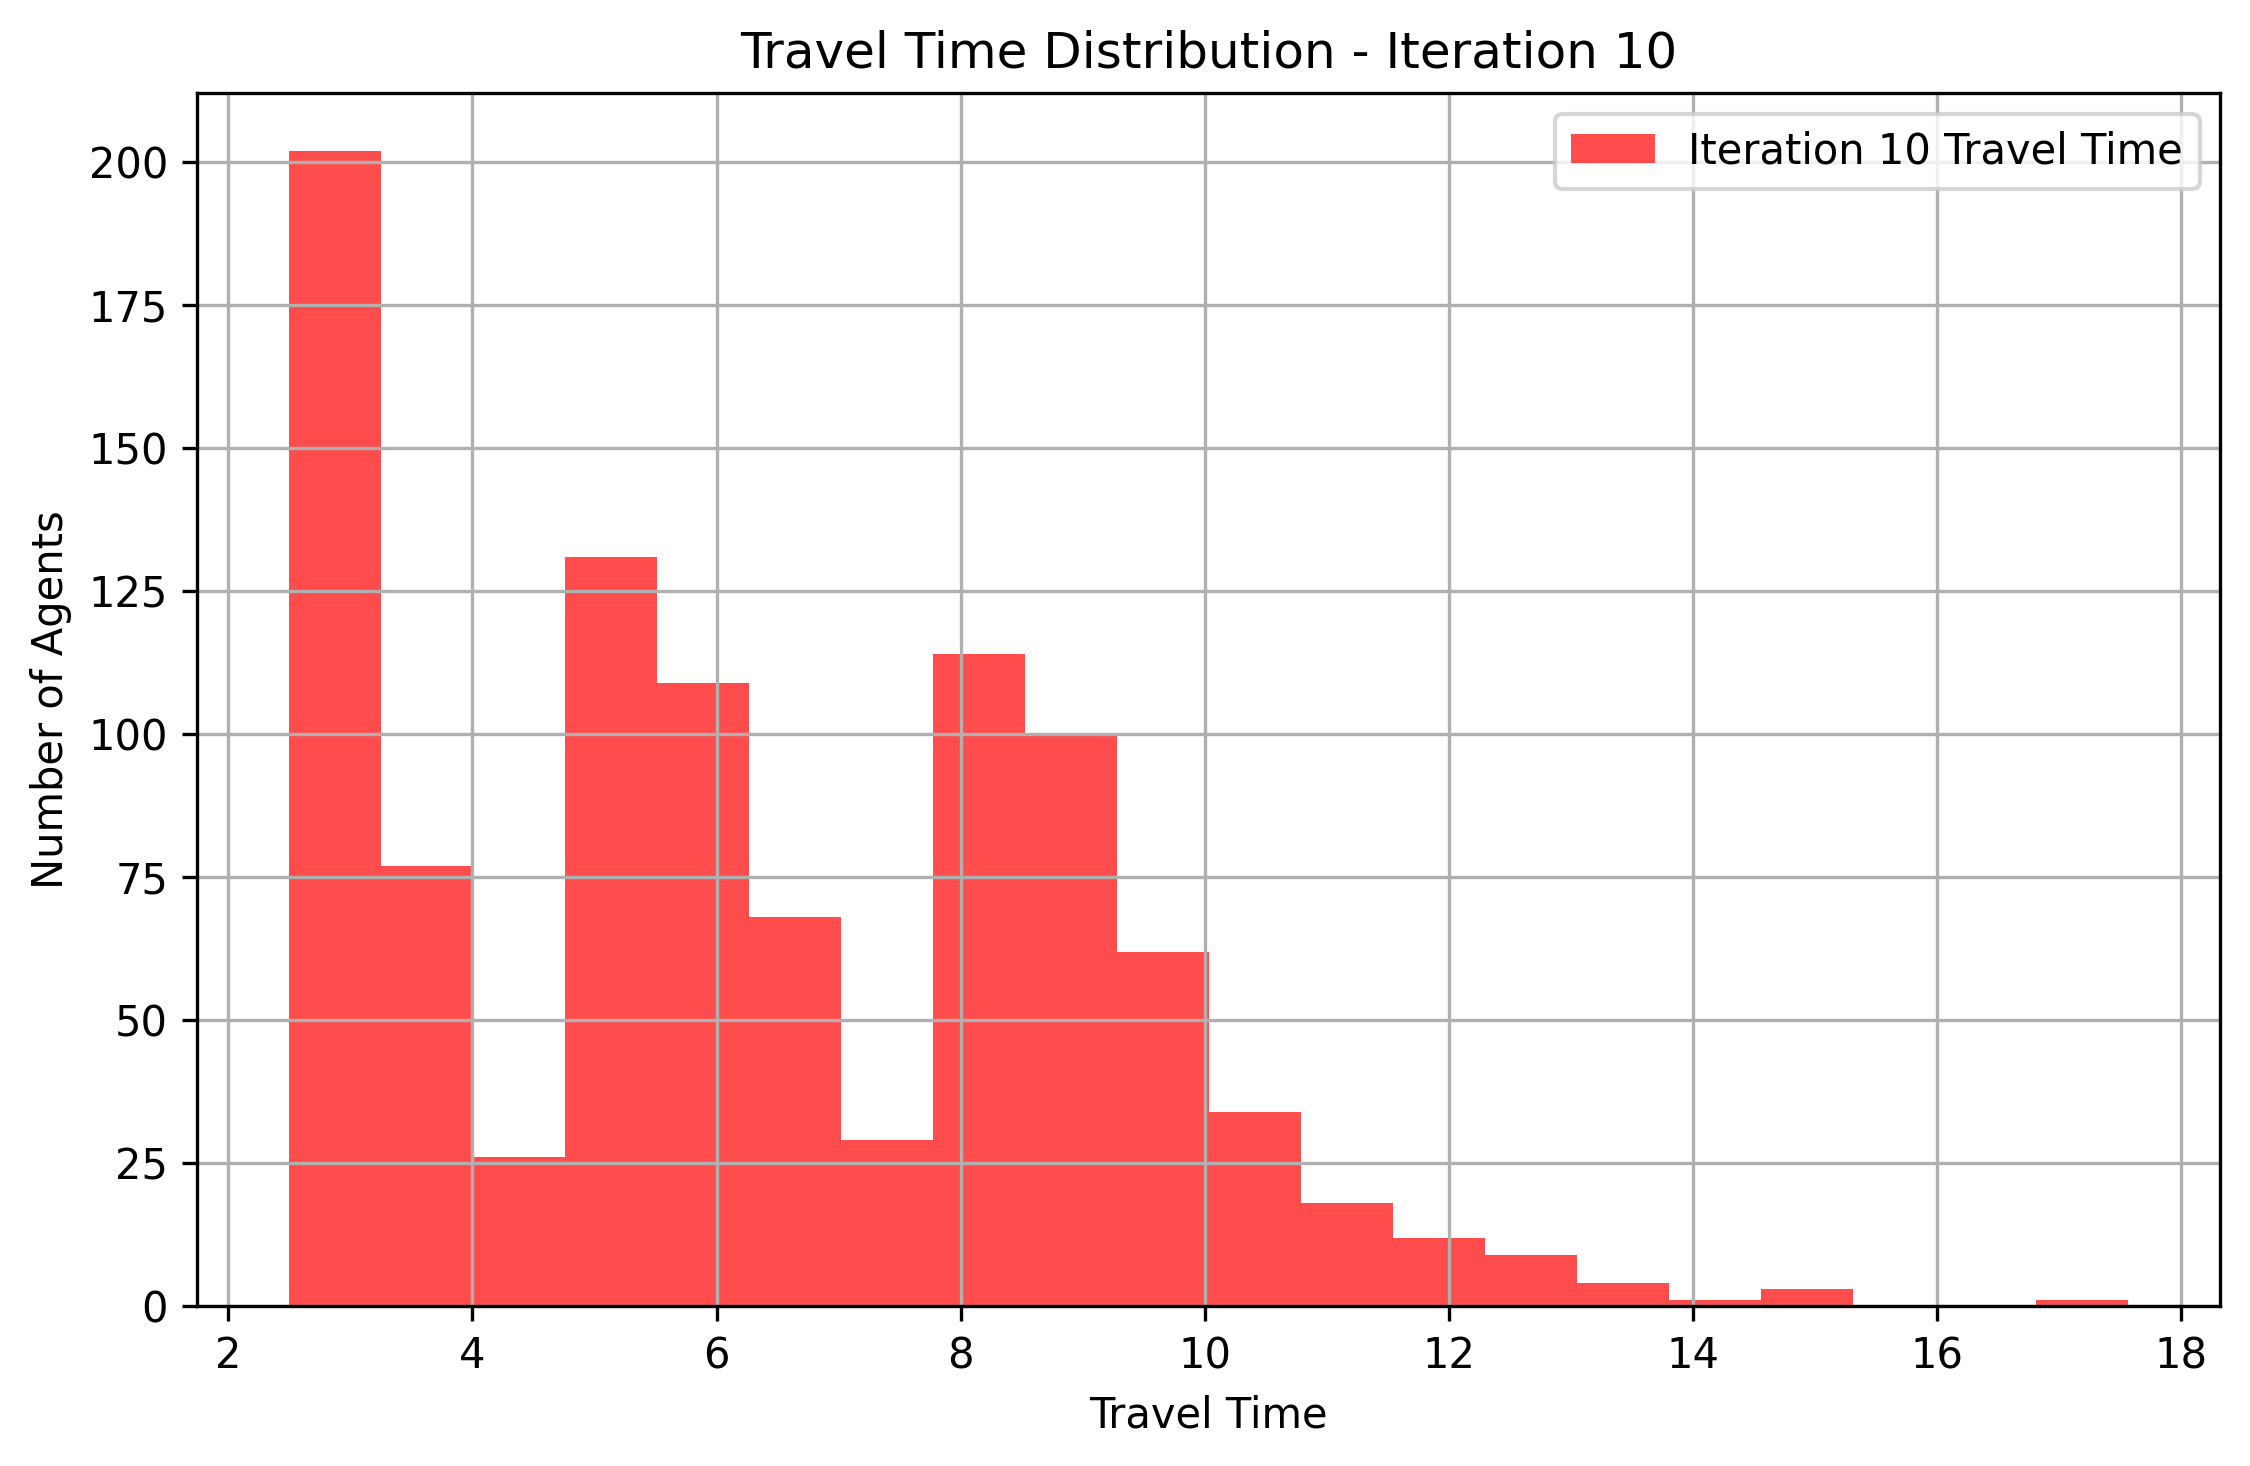 Travel Time Distribution - Iteration 10
Iteration 10 Travel Time
Number of Agents
200
175
150
125
100
75
50
25
0
2 4 6 8 10 12 14 16 18
Travel Time